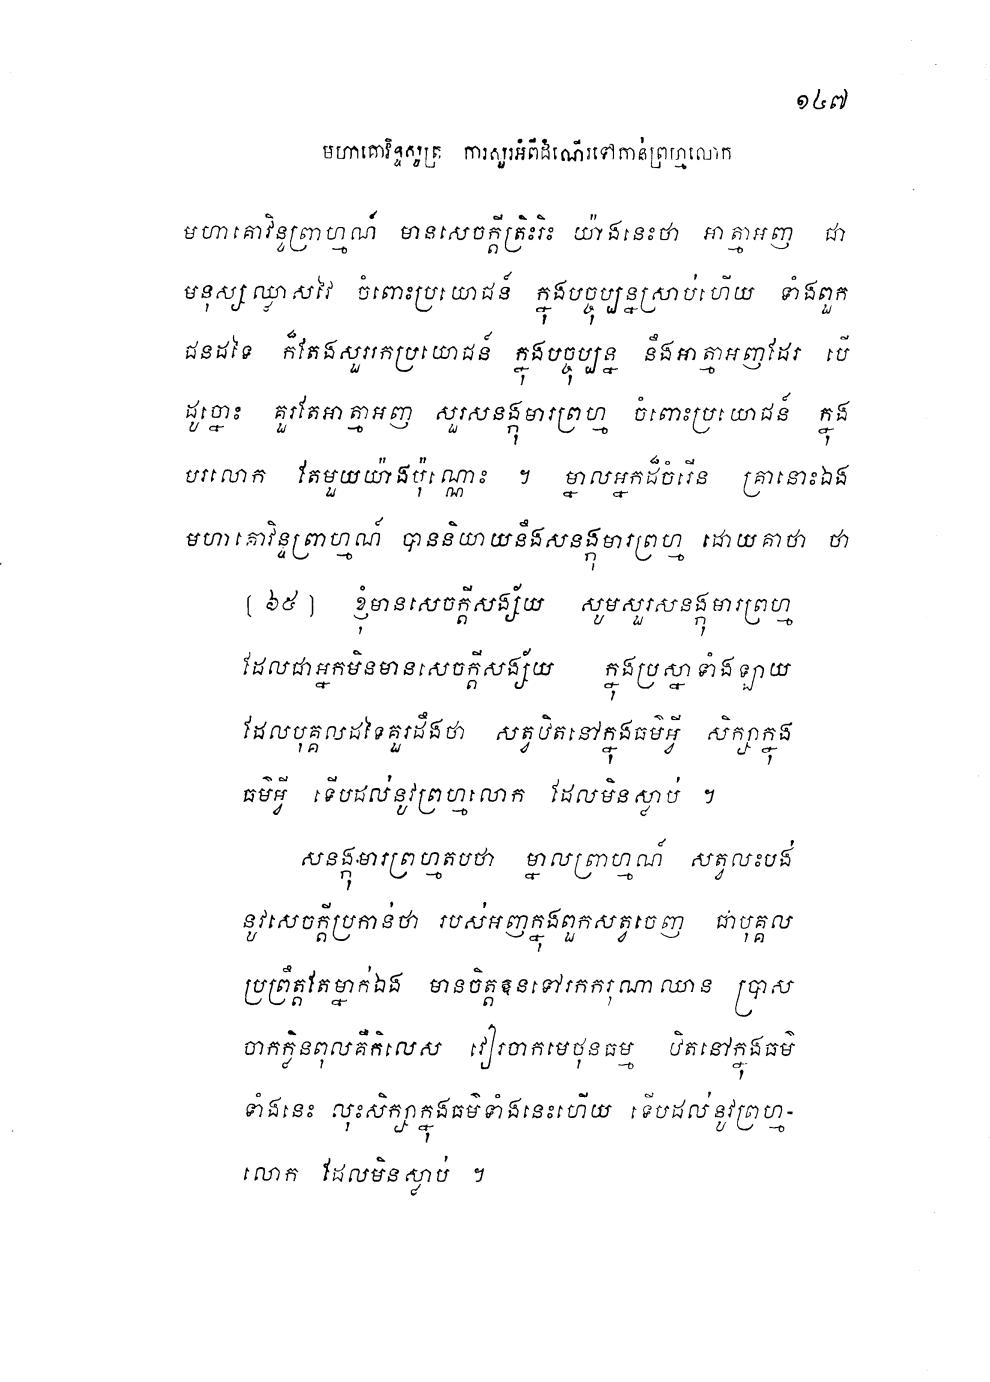 ១៤៧
មហាគោវិន្ទសូត្រ ការសួរអំពីដំណើរទៅកាន់ព្រហ្មលោក
មហាគោវិន្ទព្រាហ្មណ៍ មានសេចក្តីត្រិះរិះ យ៉ាងនេះថា អាត្មាអញ ជា
មនុស្សឈ្លាសវៃ ចំពោះប្រយោជន៍ ក្នុងបច្ចុប្បន្នស្រាប់ហើយ ទាំងពួក
ជនដទៃ ក៏តែងសួររកប្រយោជន៍ ក្នុងបច្ចុប្បន្ន នឹងអាត្មាអញដែរ បើ
ដូច្នោះ គួរតែអាត្មាអញ សួរសនង្កុមារព្រហ្ម ចំពោះប្រយោជន៍ ក្នុង
បរលោក តែមួយយ៉ាងប៉ុណ្ណោះ ។ ម្នាលអ្នកដ៏ចំរើន គ្រានោះឯង
មហាគោវិន្ទព្រាហ្មណ៍ បាននិយាយនឹងសនង្កុមារព្រហ្ម ដោយគាថា ថា
[ ៦៥ ] ខ្ញុំមានសេចក្តីសង្ស័យ សូមសួរសនង្កុមារព្រហ្ម
ដែលជាអ្នកមិនមានសេចក្តីសង្ស័យ ក្នុងប្រស្នាទាំងឡាយ
ដែលបុគ្គលដទៃគួរដឹងថា សត្វឋិតនៅក្នុងធម៌អ្វី សិក្សាក្នុង
ធម៌អ្វី ទើបដល់នូវព្រហ្មលោក ដែលមិនស្លាប់ ។
សនង្កុមារព្រហ្មតបថា ម្នាលព្រាហ្មណ៍ សត្វលះបង់
នូវសេចក្តីប្រកាន់ថា របស់អញក្នុងពួកសត្វចេញ ជាបុគ្គល
ប្រព្រឹត្តតែម្នាក់ឯង មានចិត្តឱនទៅរកករុណាឈាន ប្រាស
ចាកក្លិនពុលគឺកិលេស វៀរចាកមេថុនធម្ម ឋិតនៅក្នុងធម៌
ទាំងនេះ លុះសិក្សាក្នុងធម៌ទាំងនេះហើយ ទើបដល់នូវព្រហ្ម-
លោក ដែលមិនស្លាប់ ។